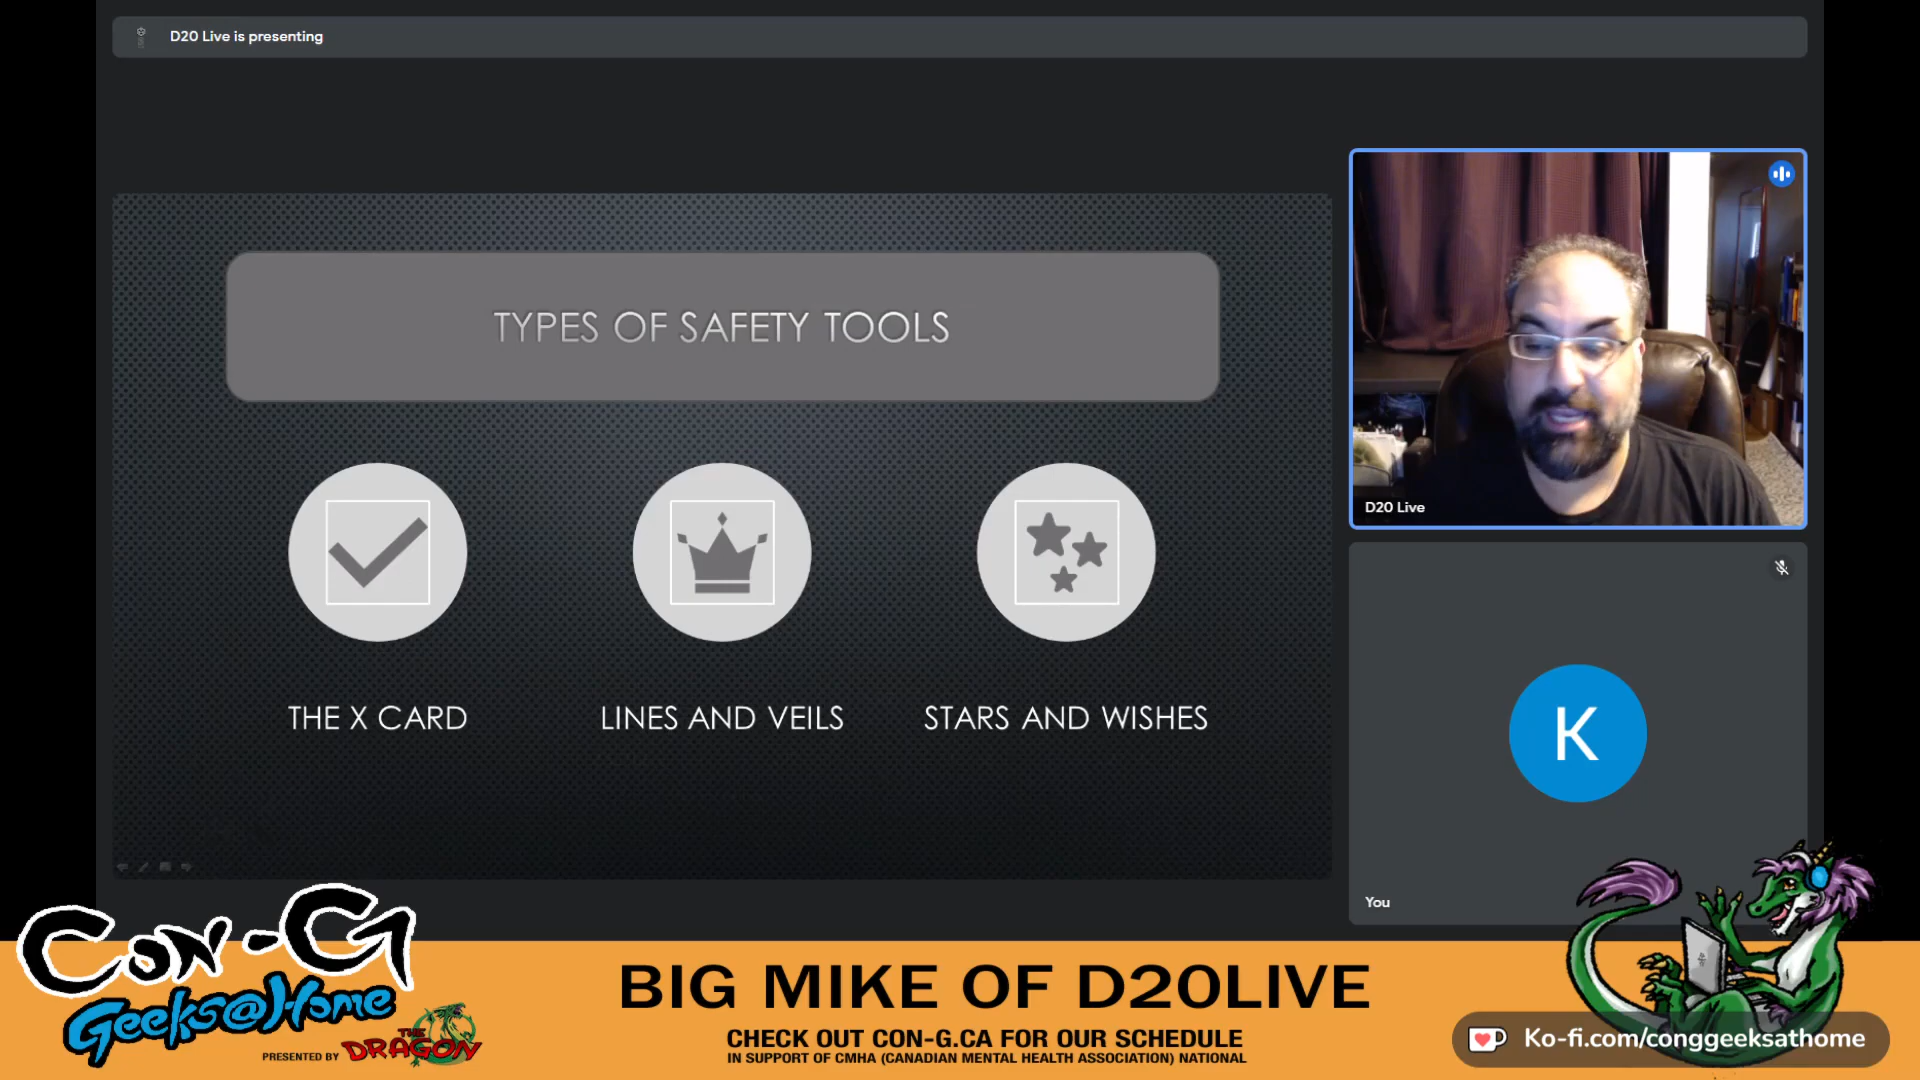 D20 Live is presenting
TYPES OF SAFETY TOOLS
THE X CARD
LINES AND VEILS
STARS AND WISHES
D20 Live
K
You
CON-G
Geeks@Home
PRESENTED BY THE DRAGON
BIG MIKE OF D20LIVE
CHECK OUT CON-G.CA FOR OUR SCHEDULE
IN SUPPORT OF CMHA (CANADIAN MENTAL HEALTH ASSOCIATION) NATIONAL
Ko-fi.com/conggeeksathome